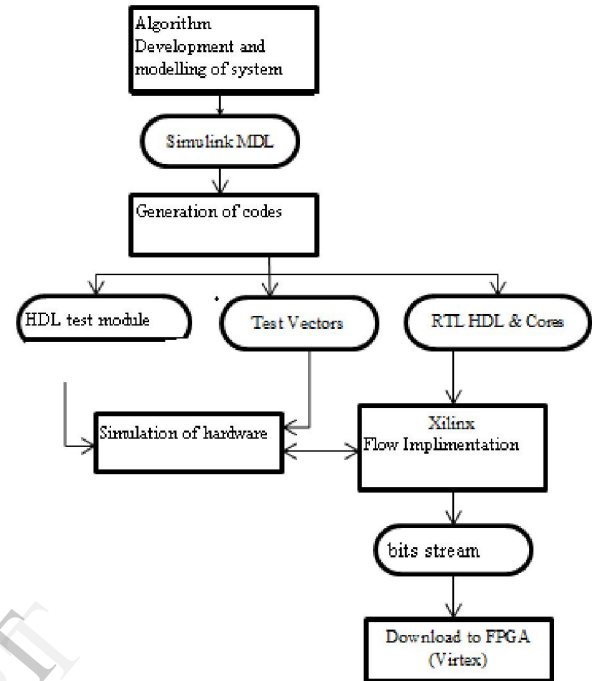 Algorithm
Development and
modelling of system
Simulink MDL
Generation of codes
HDL test module
Test Vectors
RTL HDL & Cores
Simulation of hardware
Xilinx
Flow Implimentation
bits stream
Download to FPGA
(Virtex)